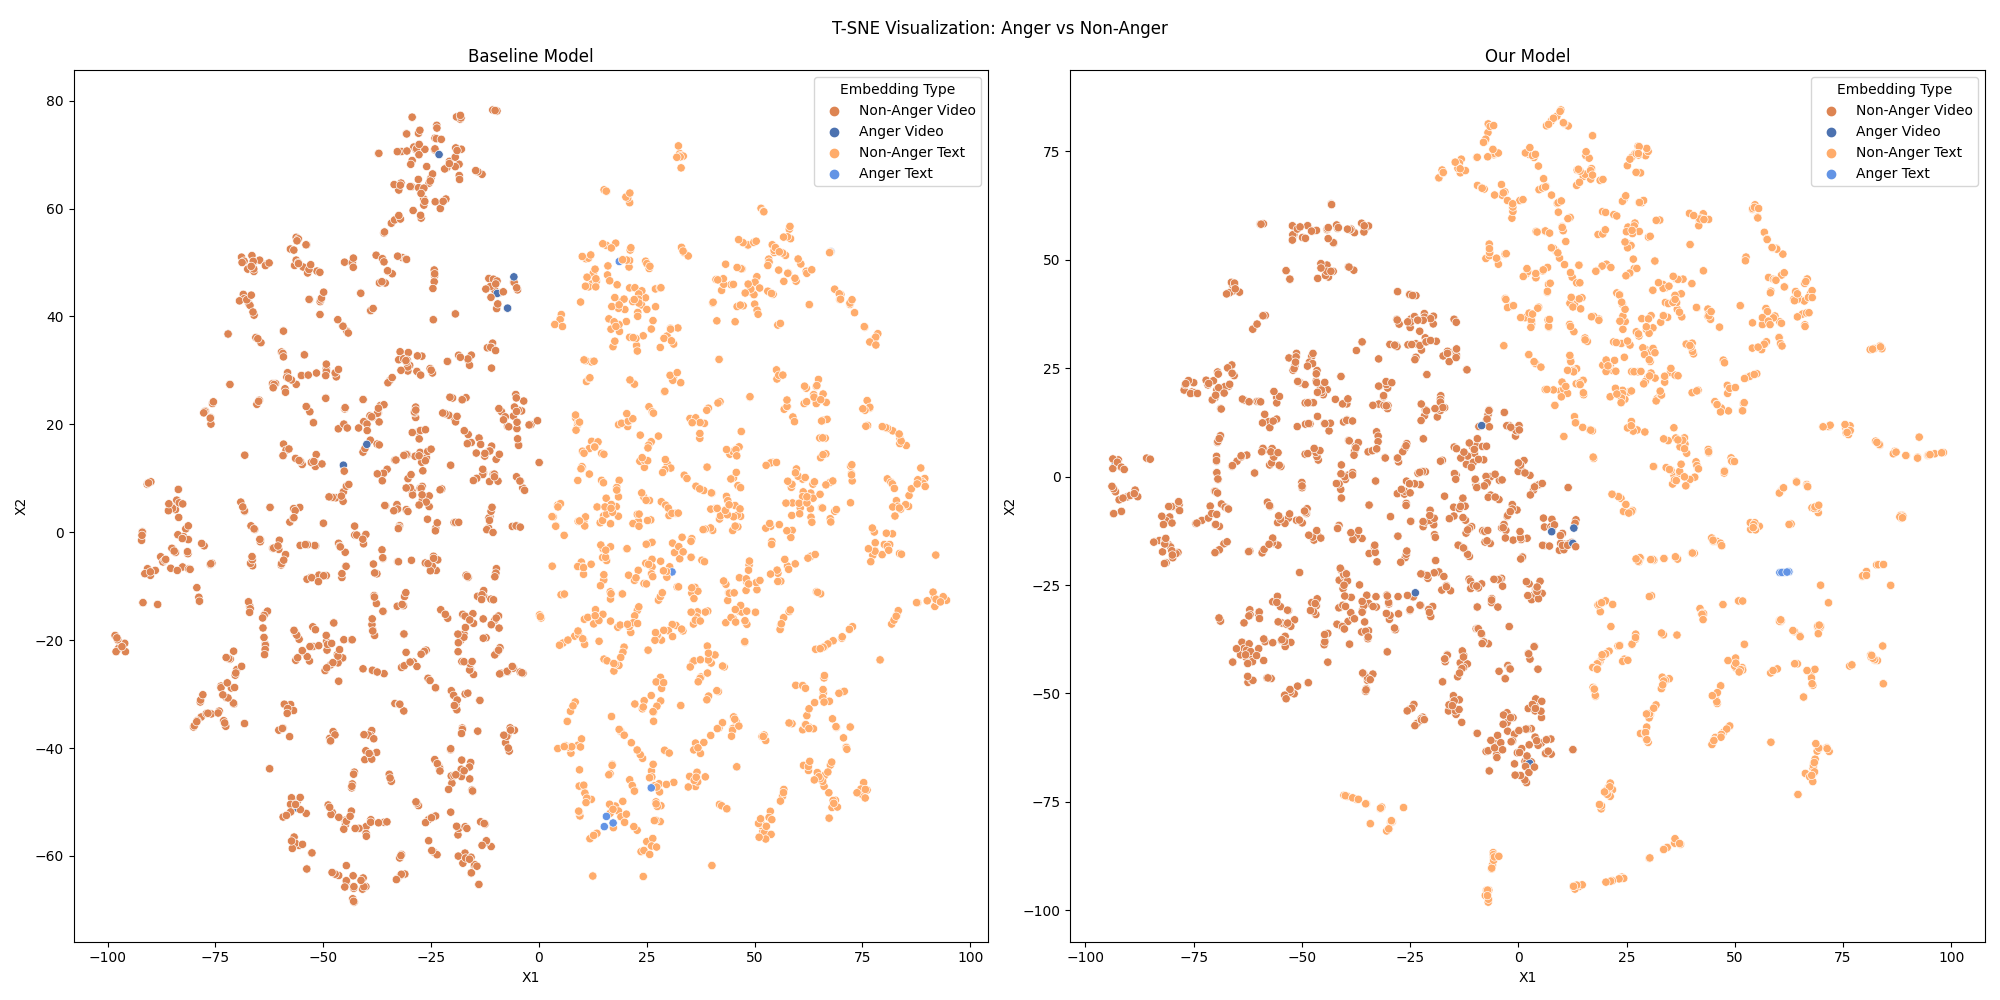 T-SNE Visualization: Anger vs Non-Anger
Baseline Model
Embedding Type
Non-Anger Video
Anger Video
Non-Anger Text
Anger Text
80
60
40
20
0
−20
−40
−60
X2
−100
−75
−50
−25
0
25
50
75
100
X1
Our Model
Embedding Type
Non-Anger Video
Anger Video
Non-Anger Text
Anger Text
75
50
25
0
−25
−50
−75
−100
X2
−100
−75
−50
−25
0
25
50
75
100
X1